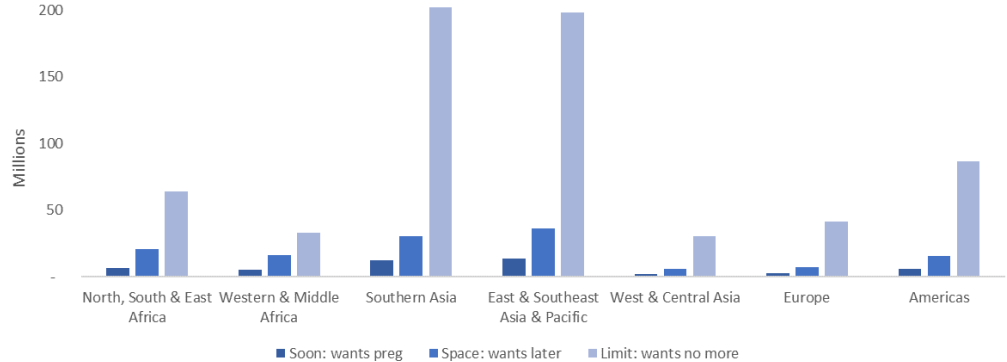 200
150
100
50
-
Millions
North, South & East
Africa
Western & Middle
Africa
Southern Asia
East & Southeast
Asia & Pacific
West & Central Asia
Europe
Americas
Soon: wants preg
Space: wants later
Limit: wants no more